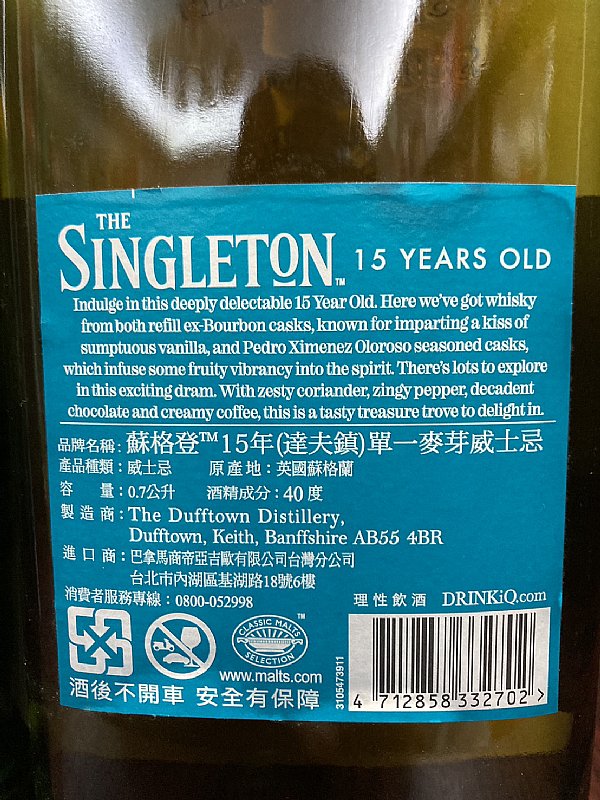 THE
SINGLETON™ 15 YEARS OLD
Indulge in this deeply delectable 15 Year Old. Here we've got whisky
from both refill ex-Bourbon casks, known for imparting a kiss of
sumptuous vanilla, and Pedro Ximenez Oloroso seasoned casks,
which infuse some fruity vibrancy into the spirit. There's lots to explore
in this exciting dram. With zesty coriander, zingy pepper, decadent
chocolate and creamy coffee, this is a tasty treasure trove to delight in.
品牌名稱：蘇格登™15年(達夫鎮)單一麥芽威士忌
產品種類：威士忌 原產地：英國蘇格蘭
容 量：0.7公升 酒精成分：40度
製造商：The Dufftown Distillery,
Dufftown, Keith, Banffshire AB55 4BR
進口商：巴拿馬商帝亞吉歐有限公司台灣分公司
台北市內湖區基湖路18號6樓
消費者服務專線：0800-052998
理性飲酒 DRINKiQ.com
CLASSIC MALTS
SELECTION
™
www.malts.com
酒後不開車 安全有保障
3105473911
4 712858 332702 >